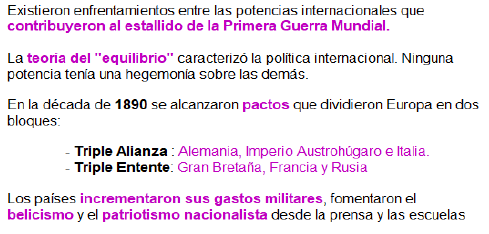 Existieron enfrentamientos entre las potencias internacionales que
contribuyeron al estallido de la Primera Guerra Mundial.
La teoria del "equilibrio" caracterizó la política internacional. Ninguna
potencia tenía una hegemonía sobre las demás.
En la década de 1890 se alcanzaron pactos que dividieron Europa en dos
bloques:
- Triple Alianza : Alemania, Imperio Austrohúgaro e Italia.
- Triple Entente: Gran Bretaña, Francia y Rusia
Los países incrementaron sus gastos militares, fomentaron el
belicismo y el patriotismo nacionalista desde la prensa y las escuelas